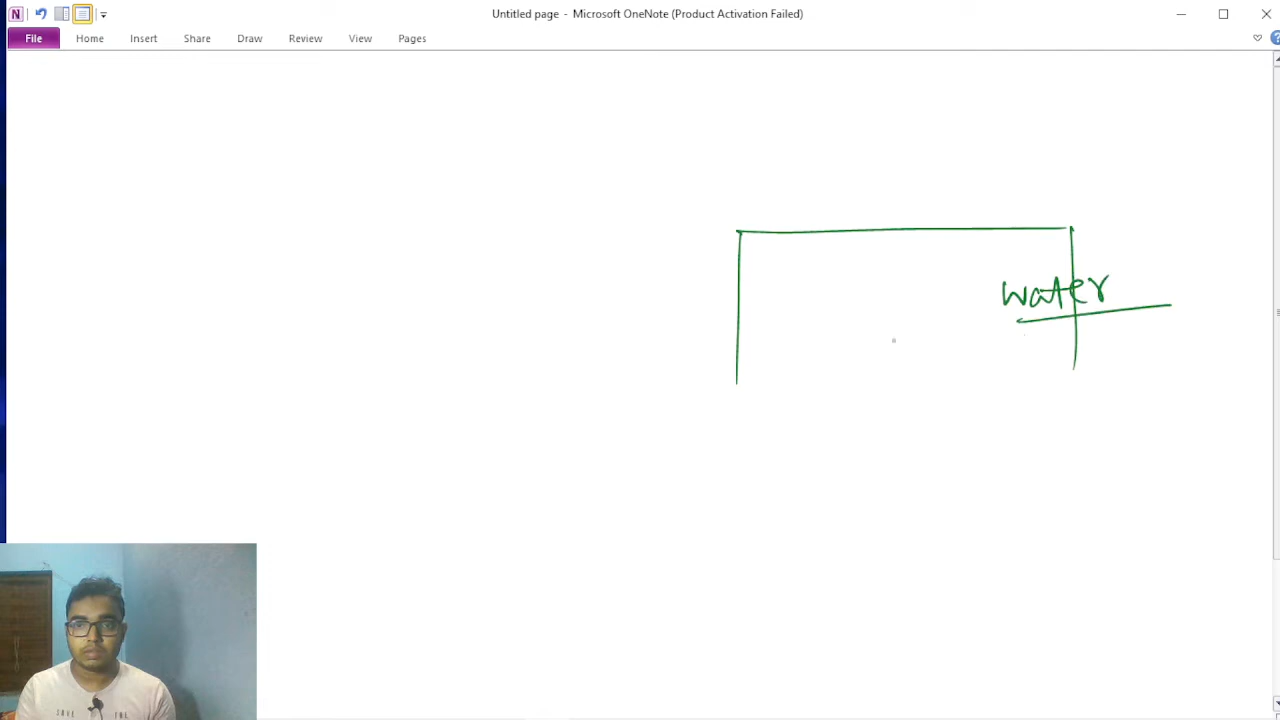 Untitled page - Microsoft OneNote (Product Activation Failed)
File Home Insert Share Review Draw View Pages
water